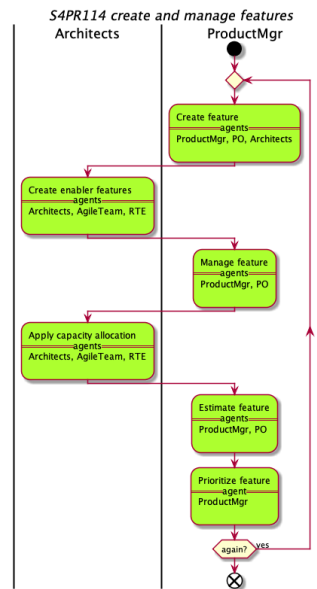 S4PR114 create and manage features
Architects
ProductMgr
Create feature
agents
ProductMgr, PO, Architects
Create enabler features
agents
Architects, AgileTeam, RTE
Manage feature
agents
ProductMgr, PO
Apply capacity allocation
agents
Architects, AgileTeam, RTE
Estimate feature
agents
ProductMgr, PO
Prioritize feature
agent
ProductMgr
again?
yes